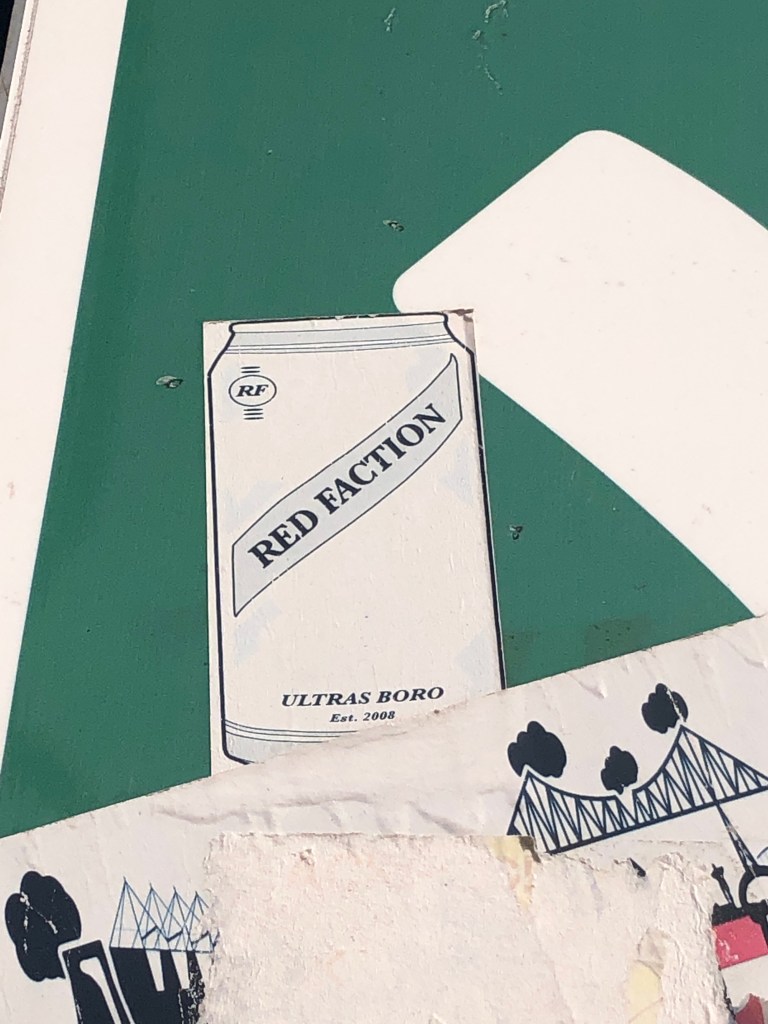 RF
RED FACTION
ULTRAS BORO
Est. 2008